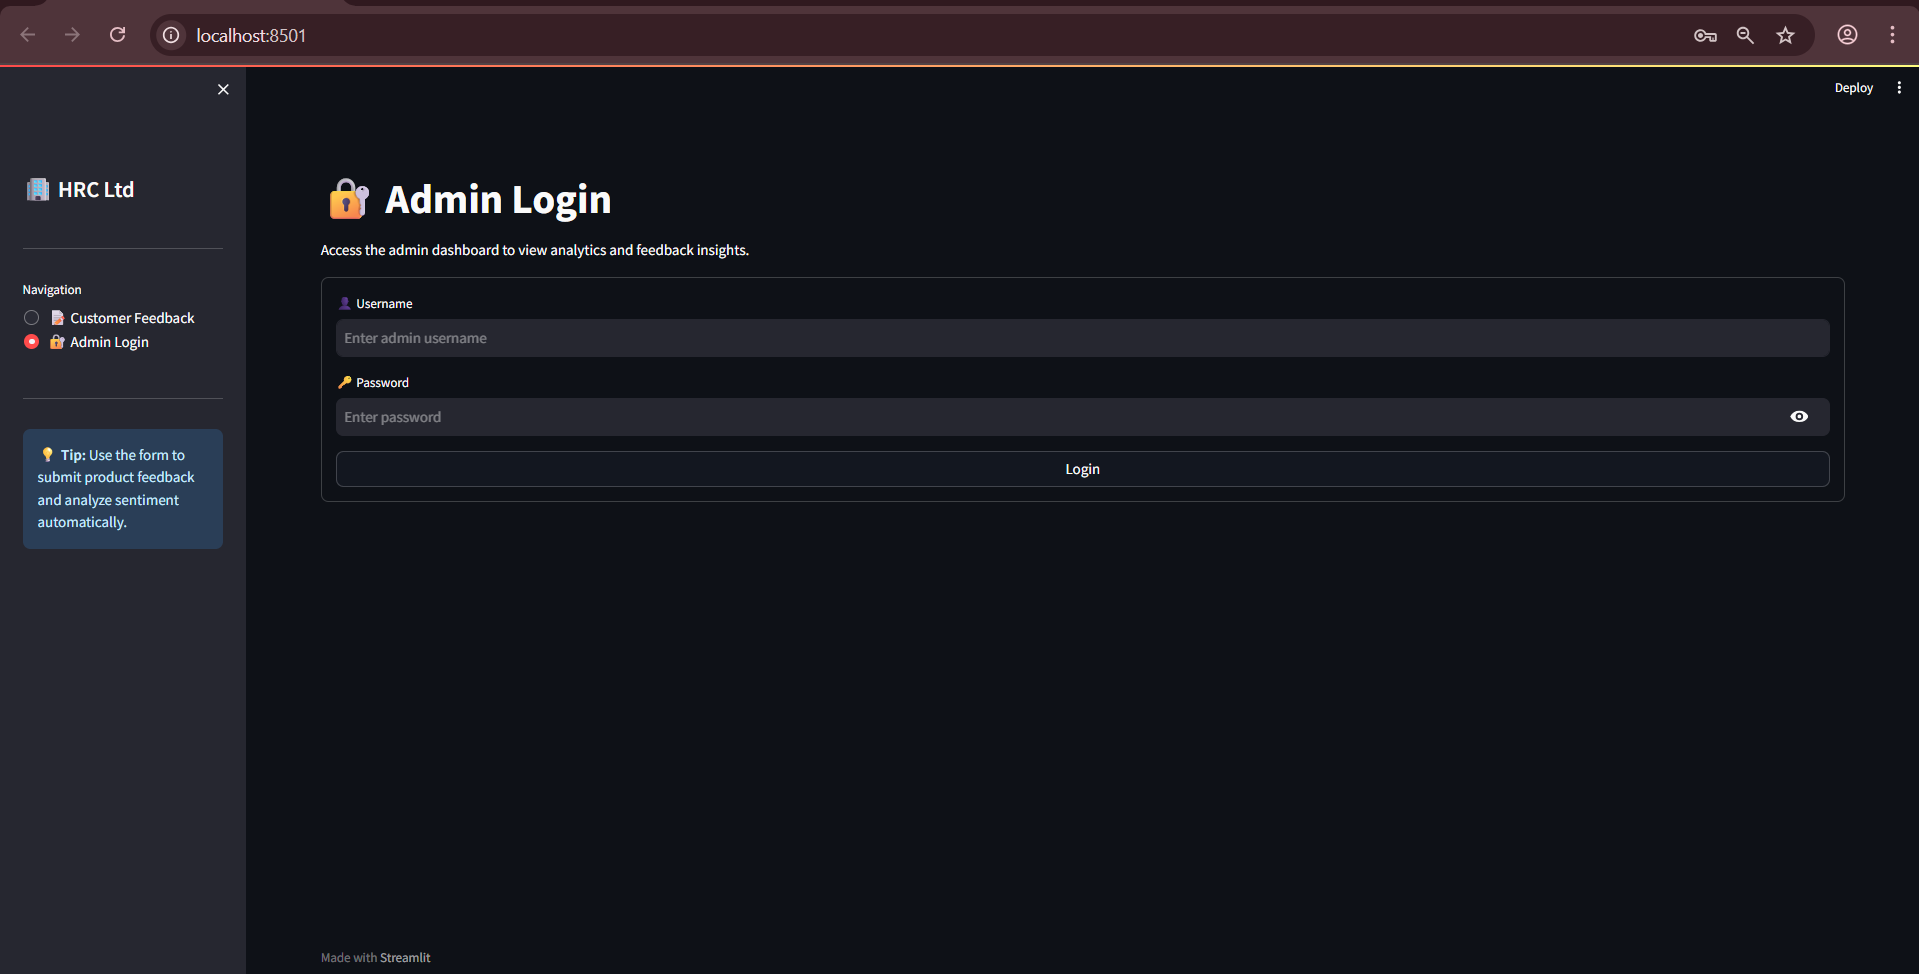 localhost:8501
Deploy
HRC Ltd
Navigation
Customer Feedback
Admin Login
Tip: Use the form to
submit product feedback
and analyze sentiment
automatically.
Admin Login
Access the admin dashboard to view analytics and feedback insights.
Username
Enter admin username
Password
Enter password
Login
Made with Streamlit